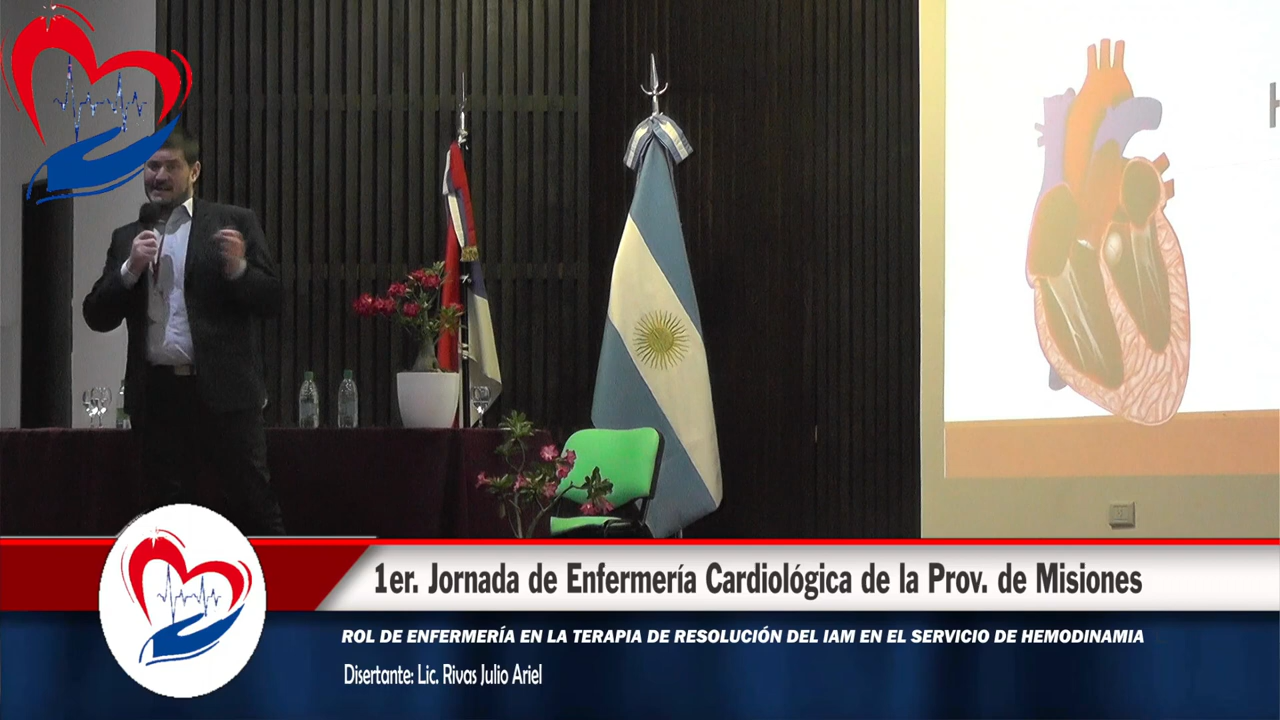 H
1er. Jornada de Enfermería Cardiológica de la Prov. de Misiones
ROL DE ENFERMERÍA EN LA TERAPIA DE RESOLUCIÓN DEL IAM EN EL SERVICIO DE HEMODINAMIA
Disertante: Lic. Rivas Julio Ariel